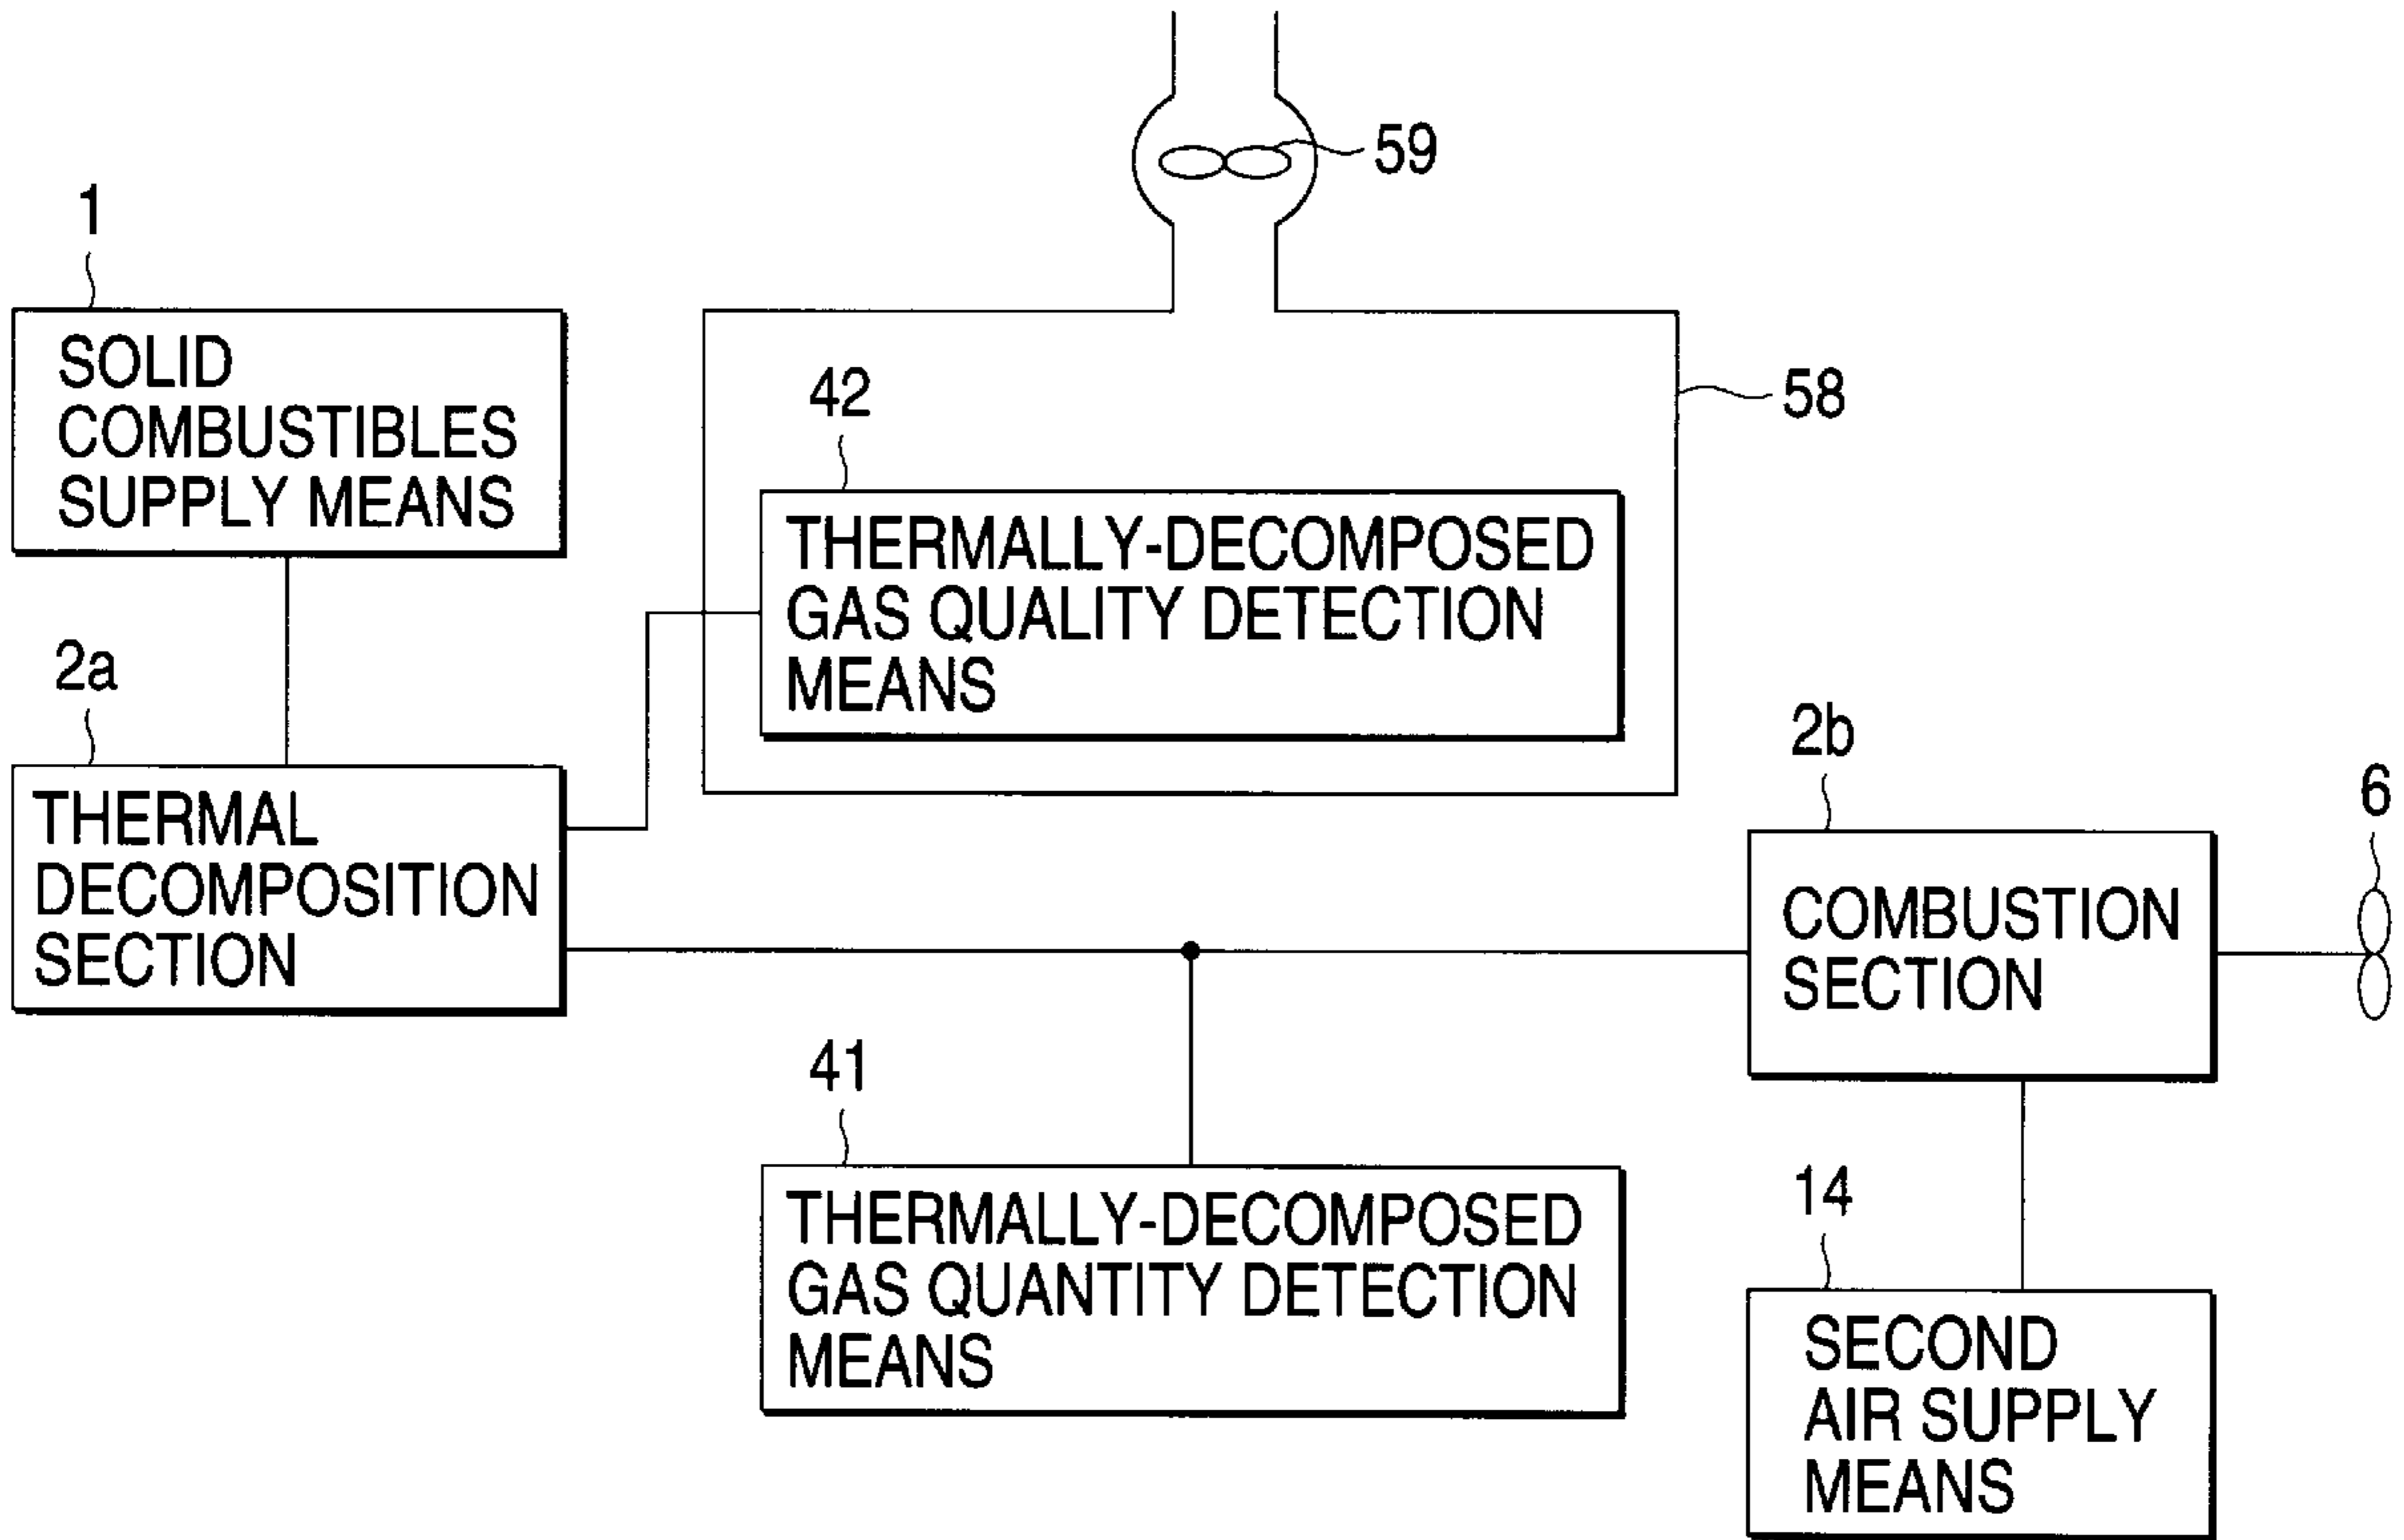 59
1
SOLID
COMBUSTIBLES
SUPPLY MEANS
42
58
THERMALLY-DECOMPOSED
GAS QUALITY DETECTION
MEANS
2a
THERMAL
DECOMPOSITION
SECTION
2b
6
COMBUSTION
SECTION
41
THERMALLY-DECOMPOSED
GAS QUANTITY DETECTION
MEANS
14
SECOND
AIR SUPPLY
MEANS